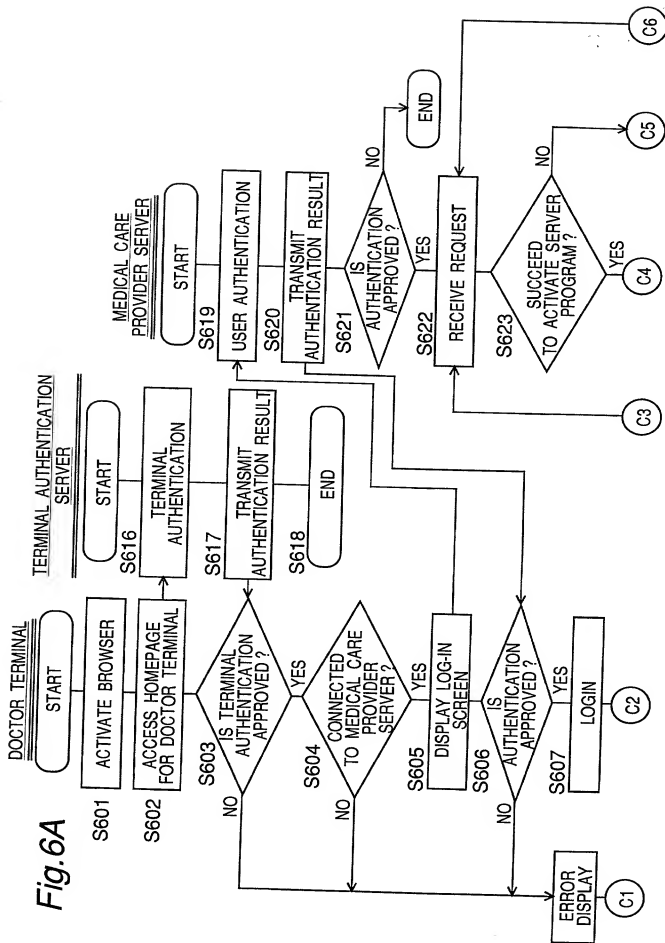 Fig.6A
DOCTOR TERMINAL
START
S601
ACTIVATE BROWSER
S602
ACCESS HOMEPAGE
FOR DOCTOR TERMINAL
S603
IS TERMINAL
AUTHENTICATION
APPROVED ?
NO
YES
S604
CONNECTED
TO MEDICAL CARE
PROVIDER
SERVER ?
NO
YES
S605
DISPLAY LOG-IN
SCREEN
S606
IS
AUTHENTICATION
APPROVED ?
NO
YES
S607
LOGIN
C2
ERROR
DISPLAY
C1
TERMINAL AUTHENTICATION
SERVER
START
S616
TERMINAL
AUTHENTICATION
S617
TRANSMIT
AUTHENTICATION RESULT
S618
END
MEDICAL CARE
PROVIDER SERVER
START
S619
USER AUTHENTICATION
S620
TRANSMIT
AUTHENTICATION RESULT
S621
IS
AUTHENTICATION
APPROVED ?
NO
END
YES
S622
RECEIVE REQUEST
S623
SUCCEED
TO ACTIVATE SERVER
PROGRAM ?
NO
YES
C3
C4
C5
C6